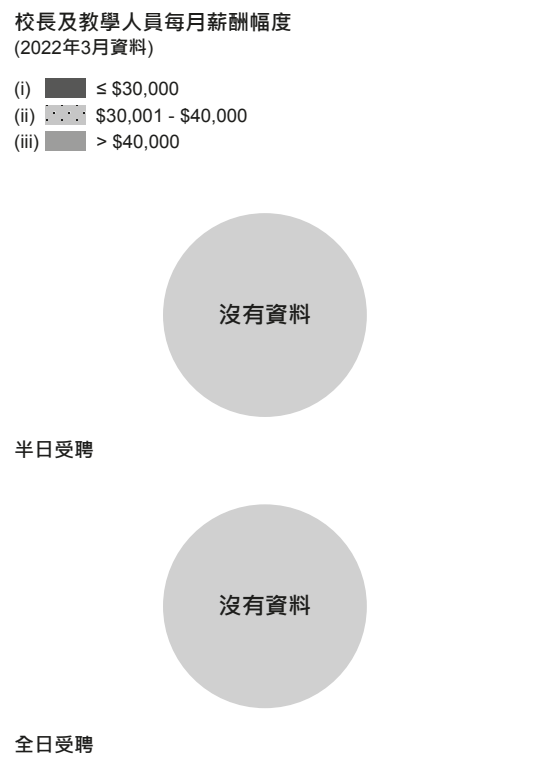 校長及教學人員每月薪酬幅度
(2022年3月資料)
(i) ≤ $30,000
(ii) $30,001 - $40,000
(iii) > $40,000
沒有資料
半日受聘
沒有資料
全日受聘